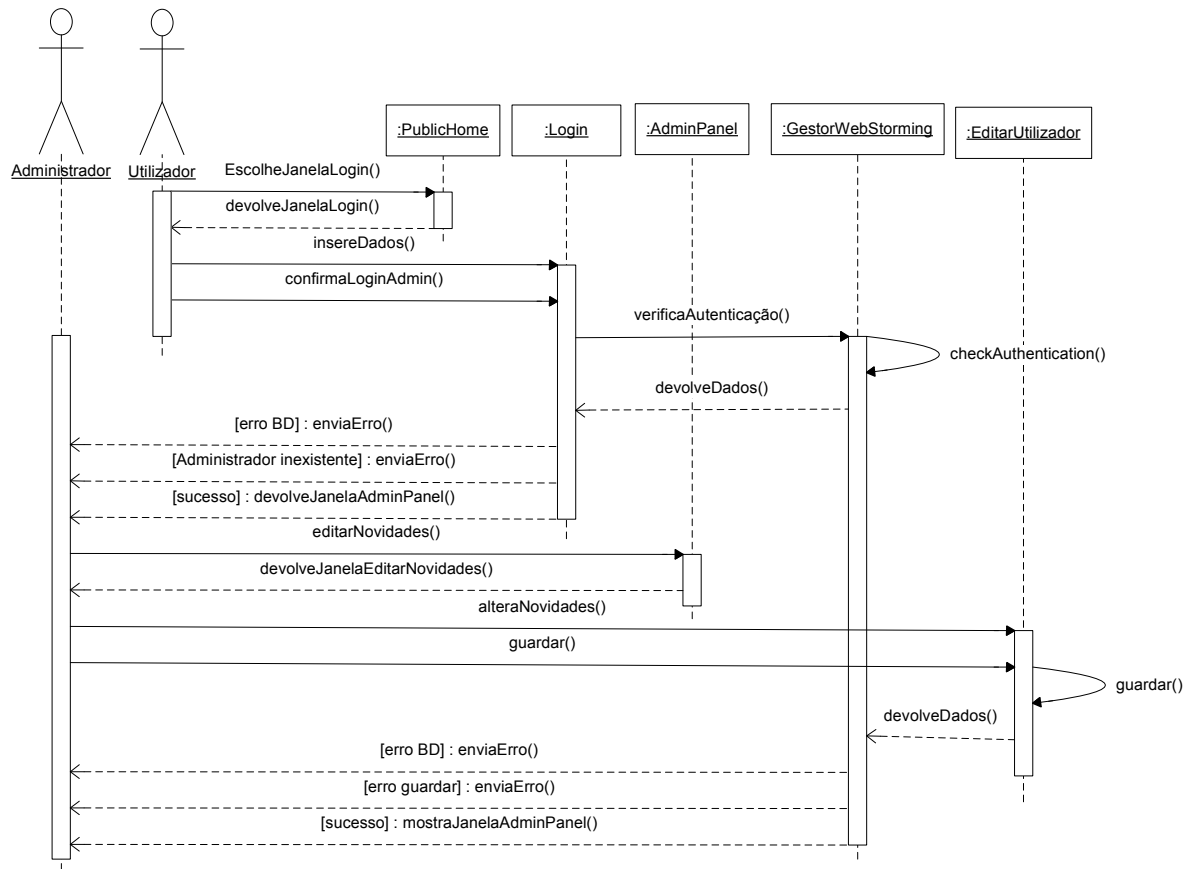 :PublicHome
:Login
:AdminPanel
:GestorWebStorming
:EditarUtilizador
Administrador
Utilizador
EscolheJanelaLogin()
devolveJanelaLogin()
insereDados()
confirmaLoginAdmin()
verificaAutenticação()
checkAuthentication()
devolveDados()
[erro BD] : enviaErro()
[Administrador inexistente] : enviaErro()
[sucesso] : devolveJanelaAdminPanel()
editarNovidades()
devolveJanelaEditarNovidades()
alteraNovidades()
guardar()
guardar()
devolveDados()
[erro BD] : enviaErro()
[erro guardar] : enviaErro()
[sucesso] : mostraJanelaAdminPanel()